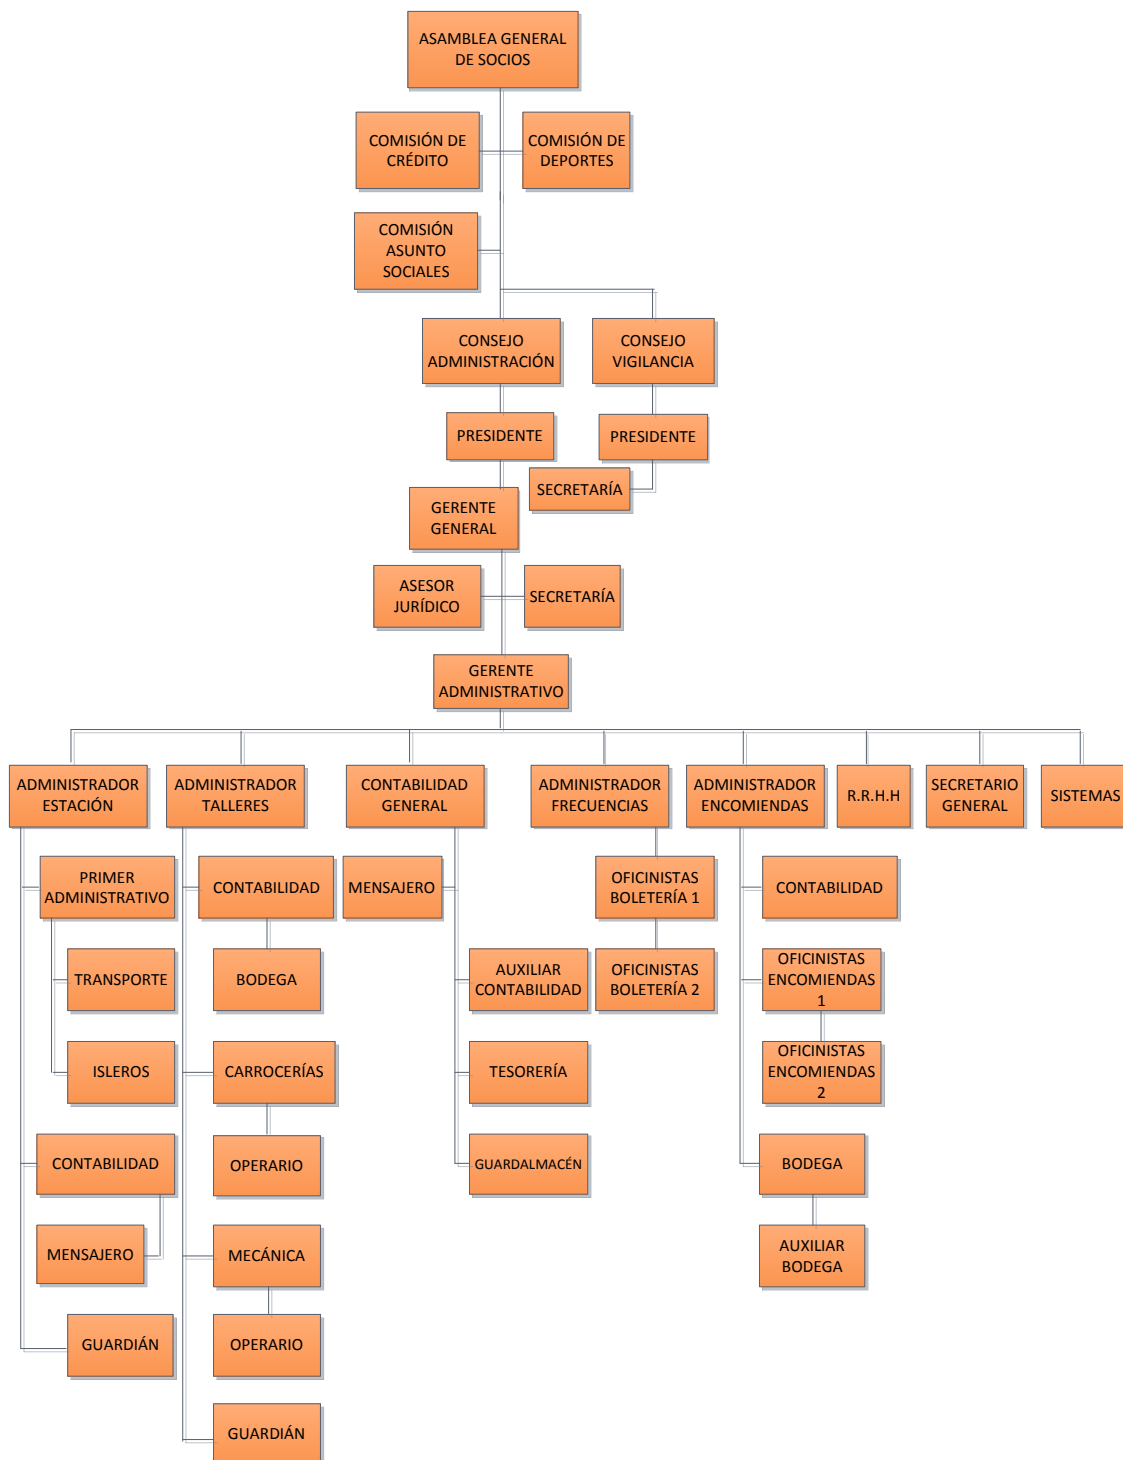 ASAMBLEA GENERAL
DE SOCIOS
COMISIÓN DE
CRÉDITO
COMISIÓN DE
DEPORTES
COMISIÓN
ASUNTO
SOCIALES
CONSEJO
ADMINISTRACIÓN
CONSEJO
VIGILANCIA
PRESIDENTE
PRESIDENTE
SECRETARÍA
GERENTE
GENERAL
ASESOR
JURÍDICO
SECRETARÍA
GERENTE
ADMINISTRATIVO
ADMINISTRADOR
ESTACIÓN
ADMINISTRADOR
TALLERES
CONTABILIDAD
GENERAL
ADMINISTRADOR
FRECUENCIAS
ADMINISTRADOR
ENCOMIENDAS
R.R.H.H
SECRETARIO
GENERAL
SISTEMAS
PRIMER
ADMINISTRATIVO
TRANSPORTE
ISLEROS
CONTABILIDAD
MENSAJERO
GUARDIÁN
CONTABILIDAD
BODEGA
CARROCERÍAS
OPERARIO
MECÁNICA
OPERARIO
GUARDIÁN
MENSAJERO
AUXILIAR
CONTABILIDAD
TESORERÍA
GUARDALMACÉN
OFICINISTAS
BOLETERÍA 1
OFICINISTAS
BOLETERÍA 2
CONTABILIDAD
OFICINISTAS
ENCOMIENDAS
1
OFICINISTAS
ENCOMIENDAS
2
BODEGA
AUXILIAR
BODEGA